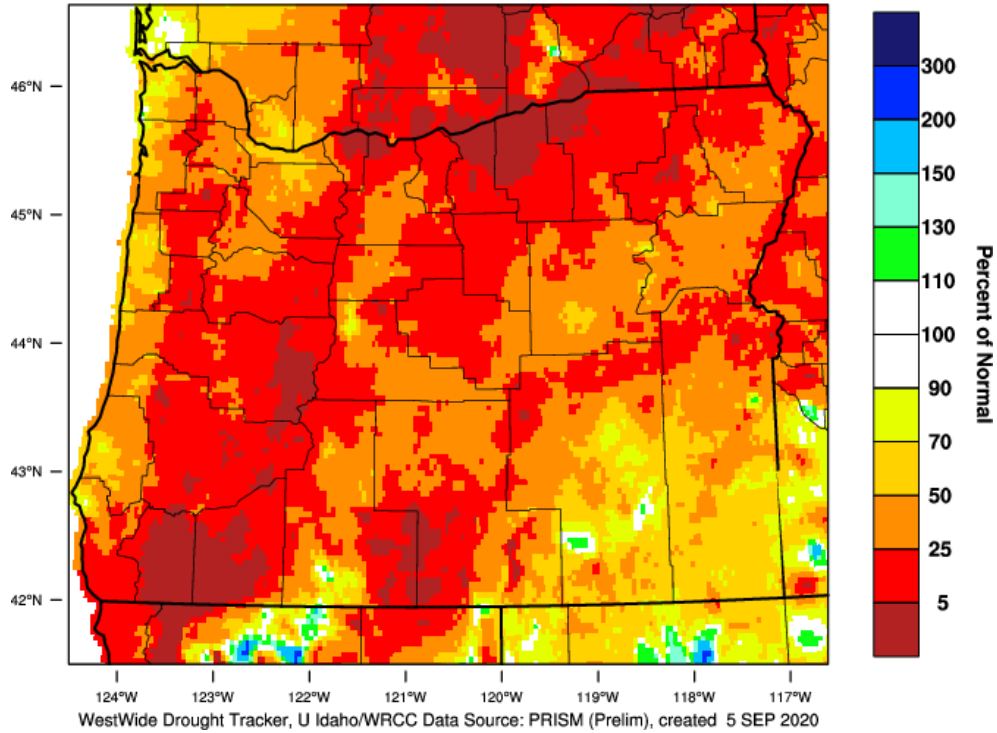 46°N
45°N
44°N
43°N
42°N
124°W 123°W 122°W 121°W 120°W 119°W 118°W 117°W
WestWide Drought Tracker, U Idaho/WRCC Data Source: PRISM (Prelim), created 5 SEP 2020
300
200
150
130
110
100
90
70
50
25
5
Percent of Normal